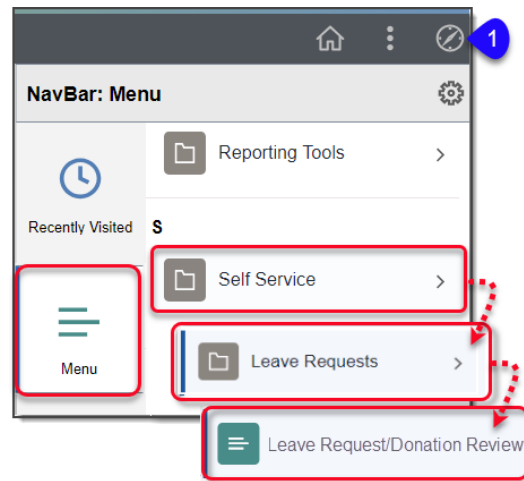 1
NavBar: Menu
Reporting Tools
Recently Visited
S
Self Service
Menu
Leave Requests
Leave Request/Donation Review